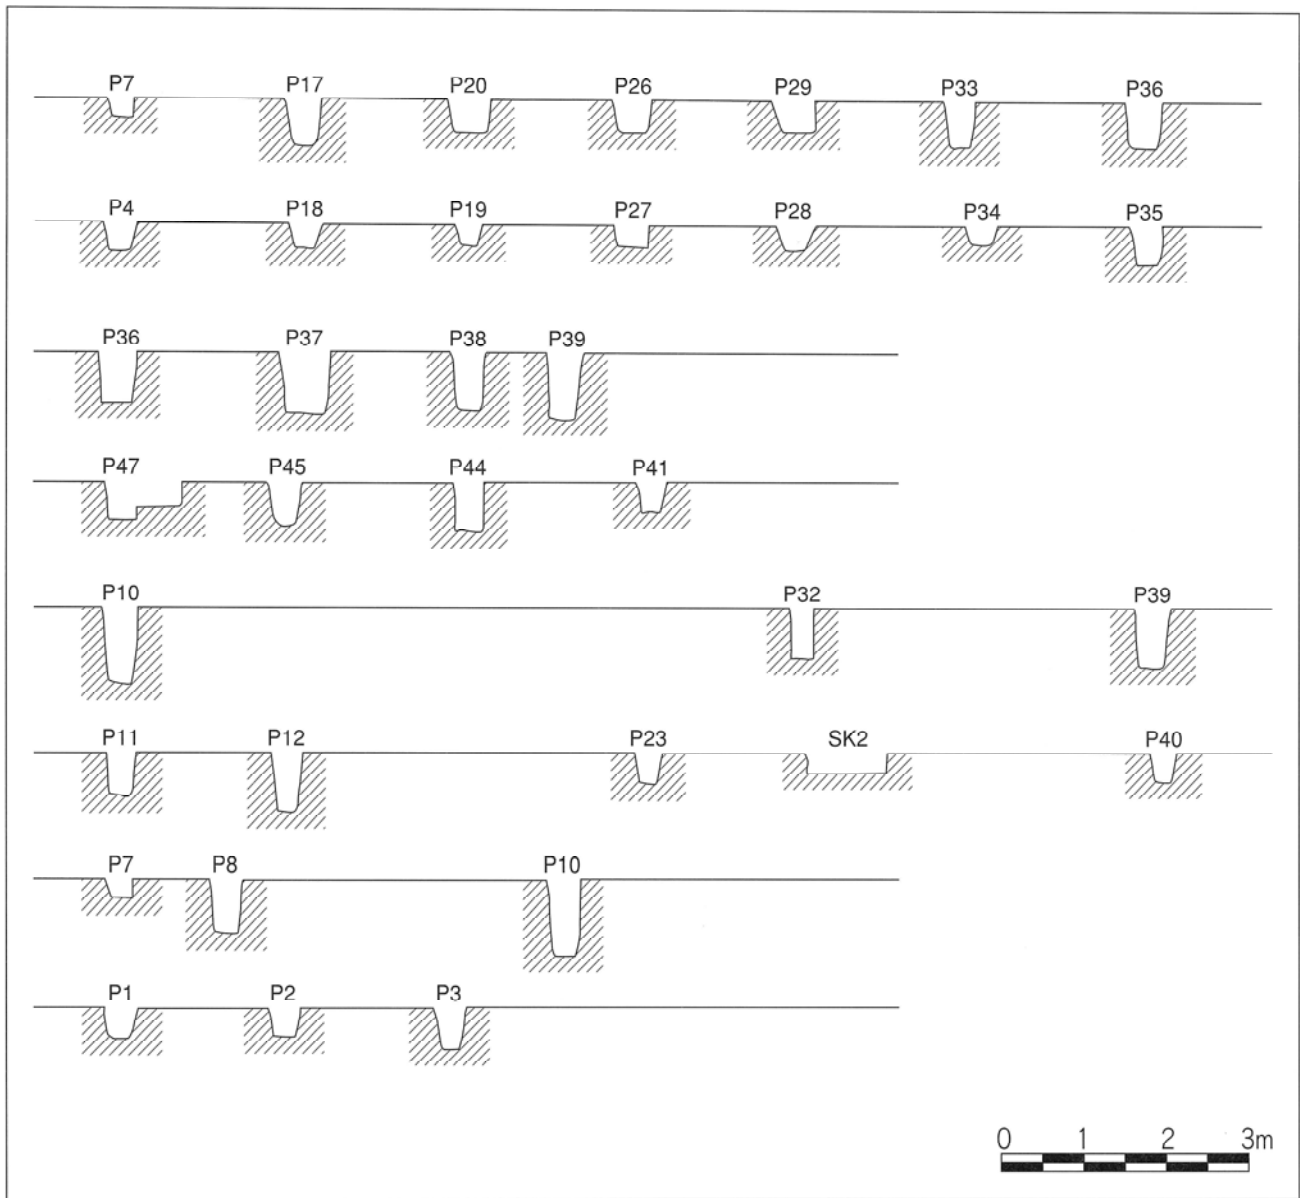 P7 P17 P20 P26 P29 P33 P36
P4 P18 P19 P27 P28 P34 P35
P36 P37 P38 P39
P47 P45 P44 P41
P10 P32 P39
P11 P12 P23 SK2 P40
P7 P8 P10
P1 P2 P3
0 1 2 3m